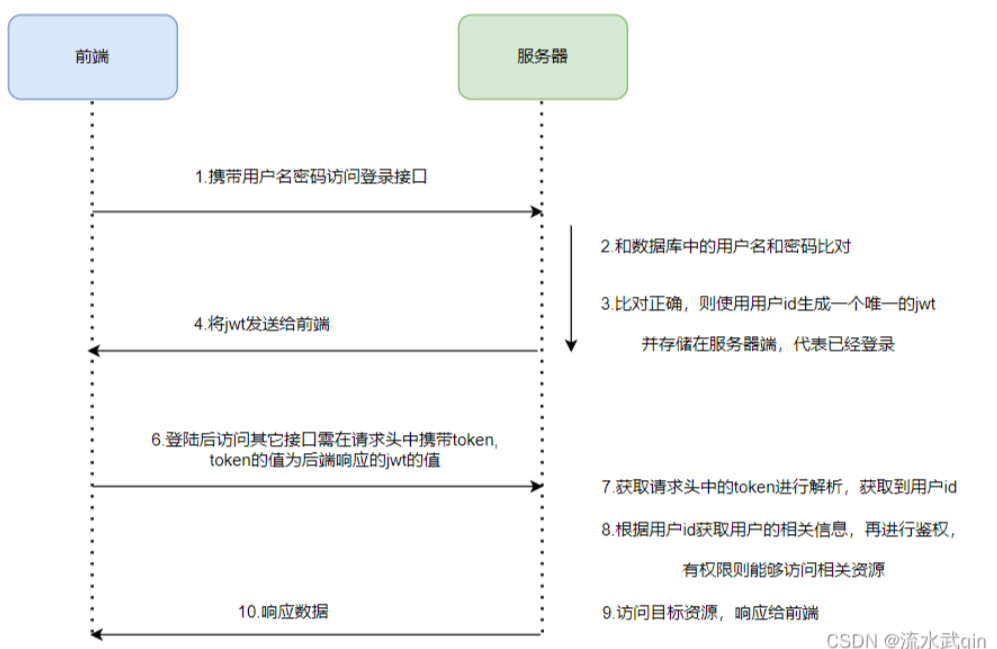 前端
服务器
1.携带用户名密码访问登录接口
2.和数据库中的用户名和密码比对
3.比对正确，则使用用户id生成一个唯一的jwt
并存储在服务器端，代表已经登录
4.将jwt发送给前端
6.登陆后访问其它接口需在请求头中携带token,
token的值为后端响应的jwt的值
7.获取请求头中的token进行解析，获取到用户id
8.根据用户id获取用户的相关信息，再进行鉴权，
有权限则能够访问相关资源
9.访问目标资源，响应给前端
10.响应数据
CSDN @流水武qin